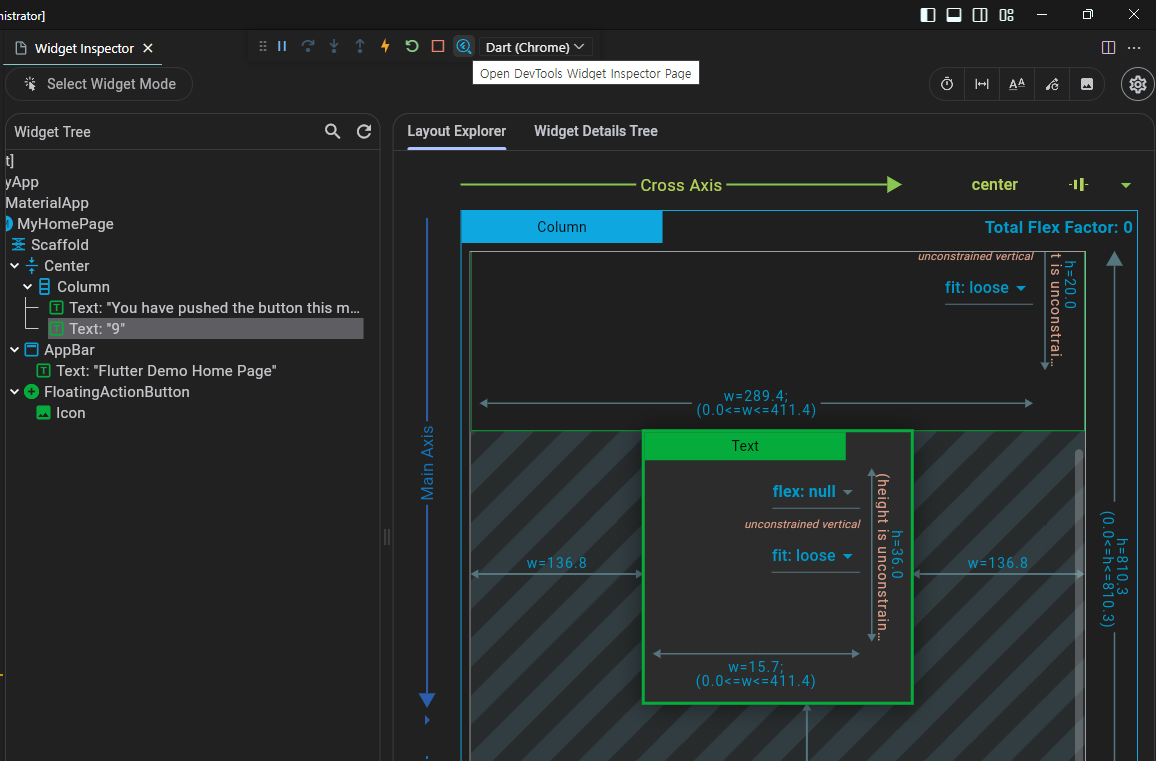 nistrator]
Widget Inspector
Dart (Chrome)
Open DevTools Widget Inspector Page
Select Widget Mode
Widget Tree
t]
yApp
MaterialApp
MyHomePage
Scaffold
Center
Column
Text: "You have pushed the button this m...
Text: "9"
AppBar
Text: "Flutter Demo Home Page"
FloatingActionButton
Icon
Layout Explorer
Widget Details Tree
Cross Axis
center
Main Axis
Column
Total Flex Factor: 0
unconstrained vertical
fit: loose
h=20.0
t is unconstrai...
w=289.4;
(0.0<=w<=411.4)
Text
flex: null
unconstrained vertical
fit: loose
h=36.0
(height is unconstrain...
w=136.8
w=136.8
w=15.7;
(0.0<=w<=411.4)
h=810.3
(0.0<=h<=810.3)